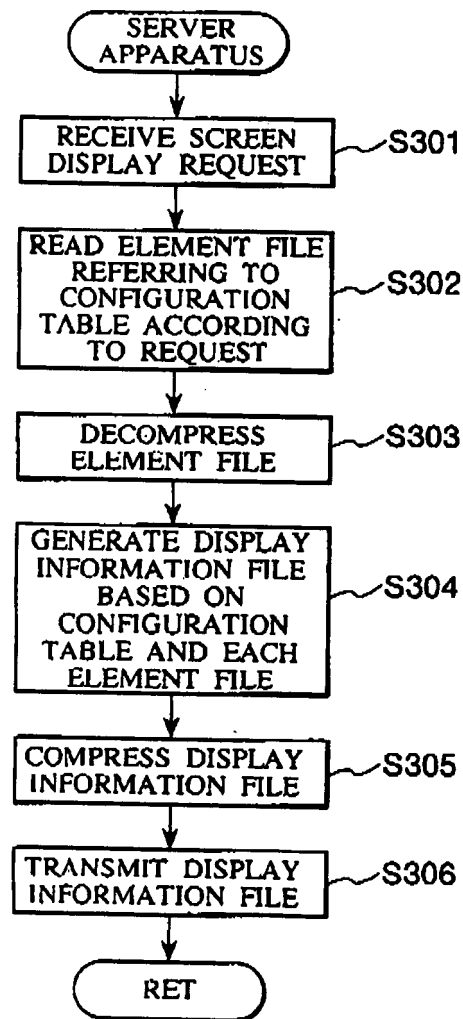 SERVER
APPARATUS
RECEIVE SCREEN
DISPLAY REQUEST
S301
READ ELEMENT FILE
REFERRING TO
CONFIGURATION
TABLE ACCORDING
TO REQUEST
S302
DECOMPRESS
ELEMENT FILE
S303
GENERATE DISPLAY
INFORMATION FILE
BASED ON
CONFIGURATION
TABLE AND EACH
ELEMENT FILE
S304
COMPRESS DISPLAY
INFORMATION FILE
S305
TRANSMIT DISPLAY
INFORMATION FILE
S306
RET